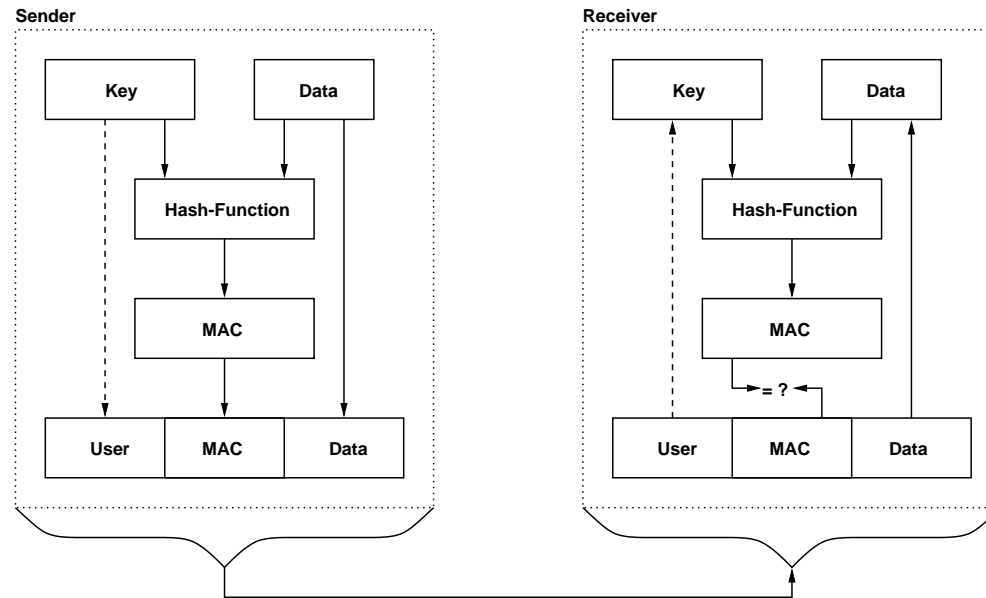 Sender
Key
Data
Hash-Function
MAC
User
MAC
Data
Receiver
Key
Data
Hash-Function
MAC
= ?
User
MAC
Data